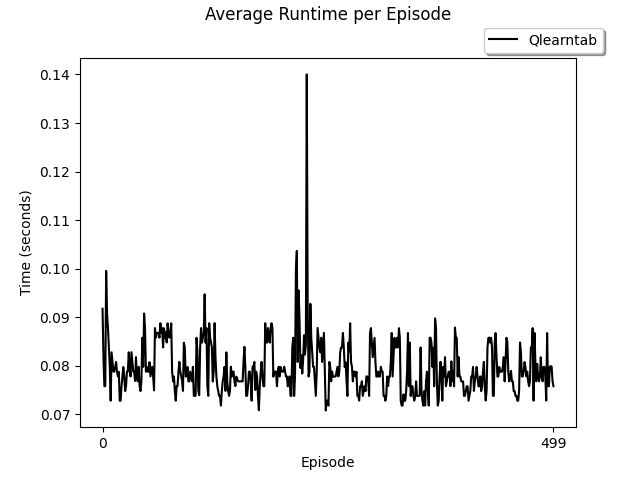 Average Runtime per Episode
Qlearntab
0.14
0.13
0.12
0.11
0.10
0.09
0.08
0.07
Time (seconds)
0
499
Episode